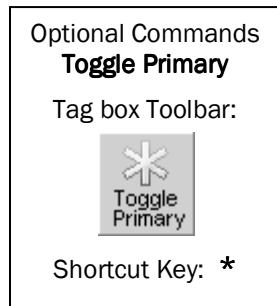 Optional Commands
Toggle Primary
Tag box Toolbar:
Toggle
Primary
Shortcut Key: *